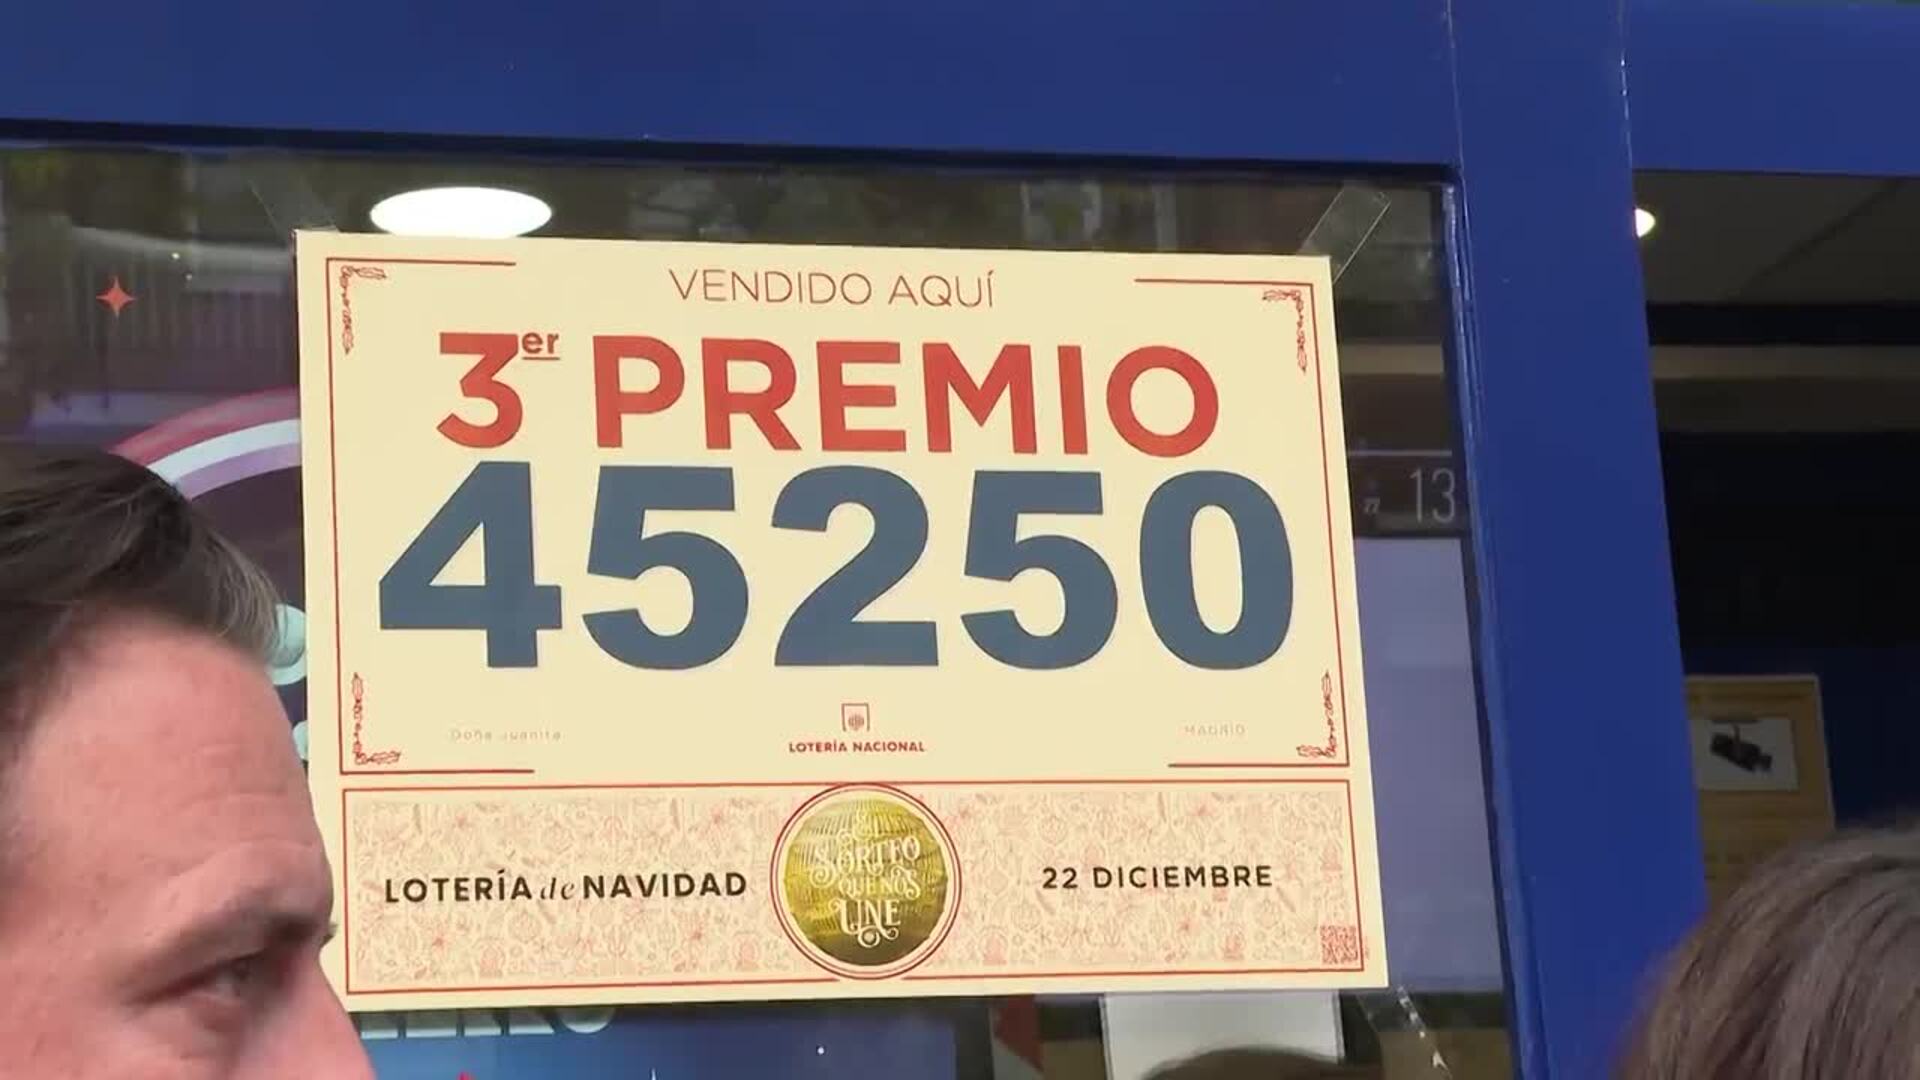 VENDIDO AQUÍ
3er PREMIO
45250
Doña Juanita
LOTERÍA NACIONAL
MADRID
LOTERÍA de NAVIDAD
El
SORTEO
QUE NOS
UNE
22 DICIEMBRE
13